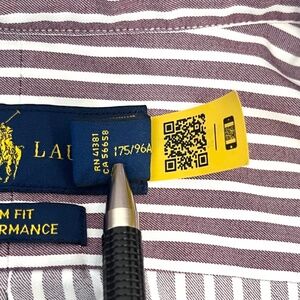 LAU
RN 41381
CA 56658
175/96A
M FIT
RMANCE